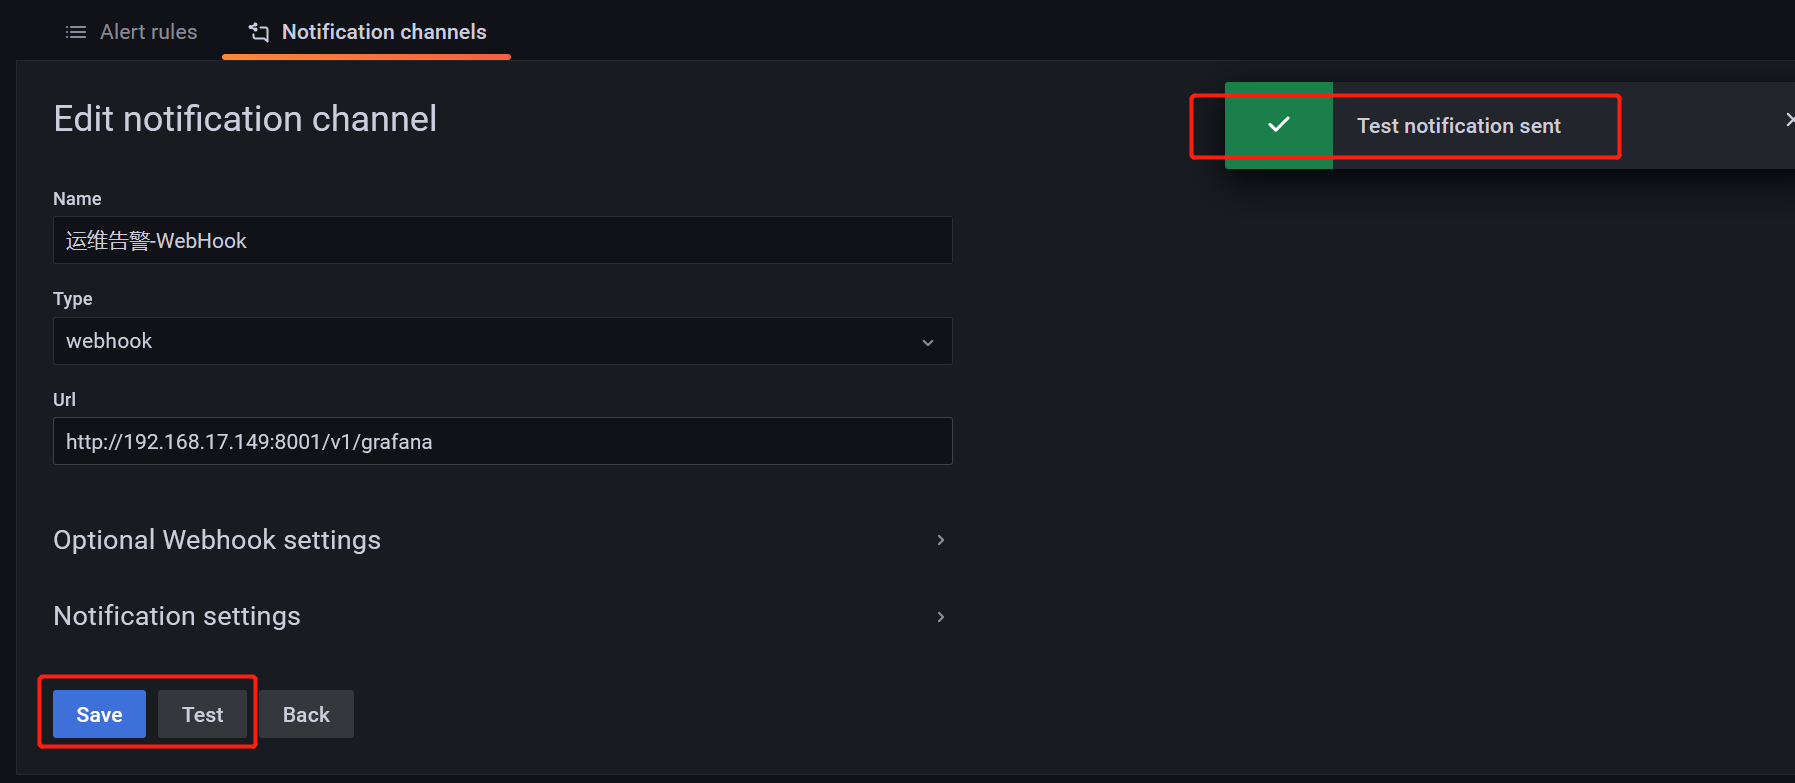 Alert rules
Notification channels
Edit notification channel
Test notification sent
Name
运维告警-WebHook
Type
webhook
Url
http://192.168.17.149:8001/v1/grafana
Optional Webhook settings
Notification settings
Save
Test
Back